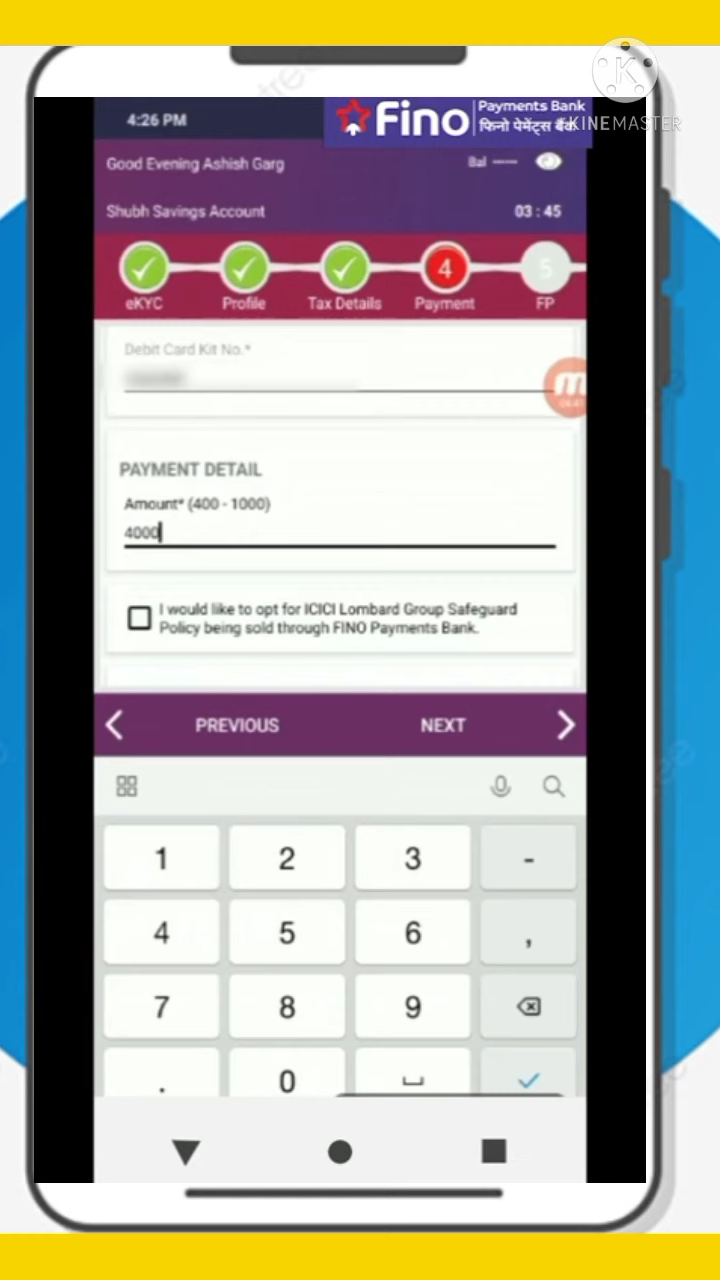 4:26 PM
Fino
Payments Bank
फिनो पेमेंट्स बैंक
KINEMASTER
Good Evening Ashish Garg
Bal
Shubh Savings Account
03 : 45
4
5
eKYC
Profile
Tax Details
Payment
FP
Debit Card Kit No.*
PAYMENT DETAIL
Amount* (400 - 1000)
4000
I would like to opt for ICICI Lombard Group Safeguard
Policy being sold through FINO Payments Bank.
PREVIOUS
NEXT
1 2 3 -
4 5 6 ,
7 8 9
. 0